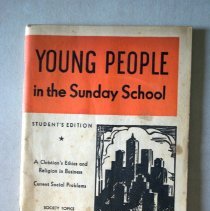 YOUNG PEOPLE
in the Sunday School
STUDENT'S EDITION
A Christian's Ethics and
Religion in Business
Current Social Problems
SOCIETY TOPICS